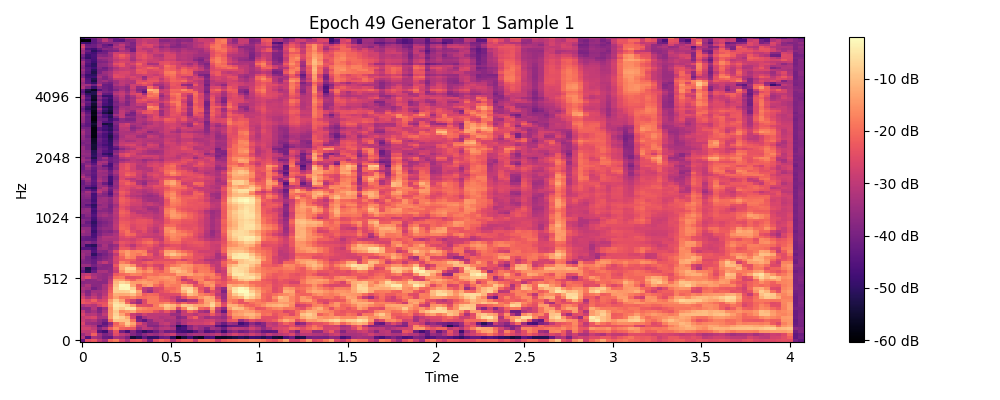 Epoch 49 Generator 1 Sample 1
Hz
4096
2048
1024
512
0
0 0.5 1 1.5 2 2.5 3 3.5 4
Time
-10 dB
-20 dB
-30 dB
-40 dB
-50 dB
-60 dB